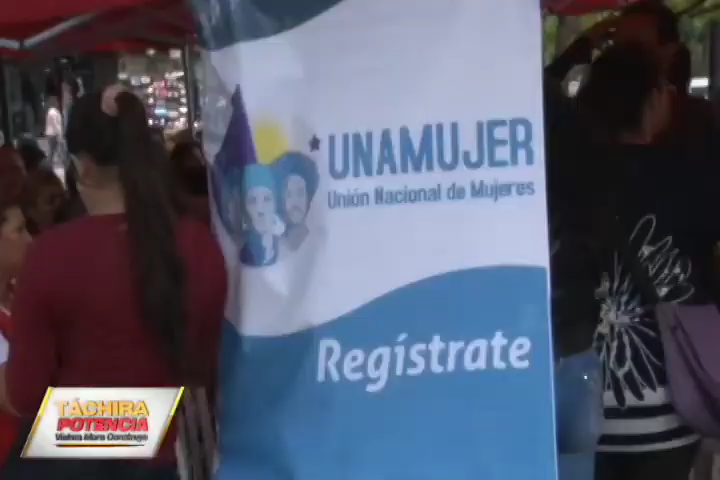 UNAMUJER
Unión Nacional de Mujeres
Regístrate
TÁCHIRA
POTENCIA